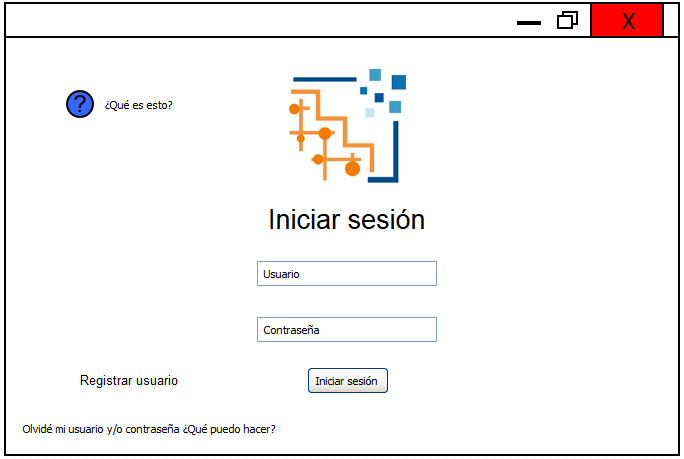 X
?
¿Qué es esto?
Iniciar sesión
Usuario
Contraseña
Registrar usuario
Iniciar sesión
Olvidé mi usuario y/o contraseña ¿Qué puedo hacer?